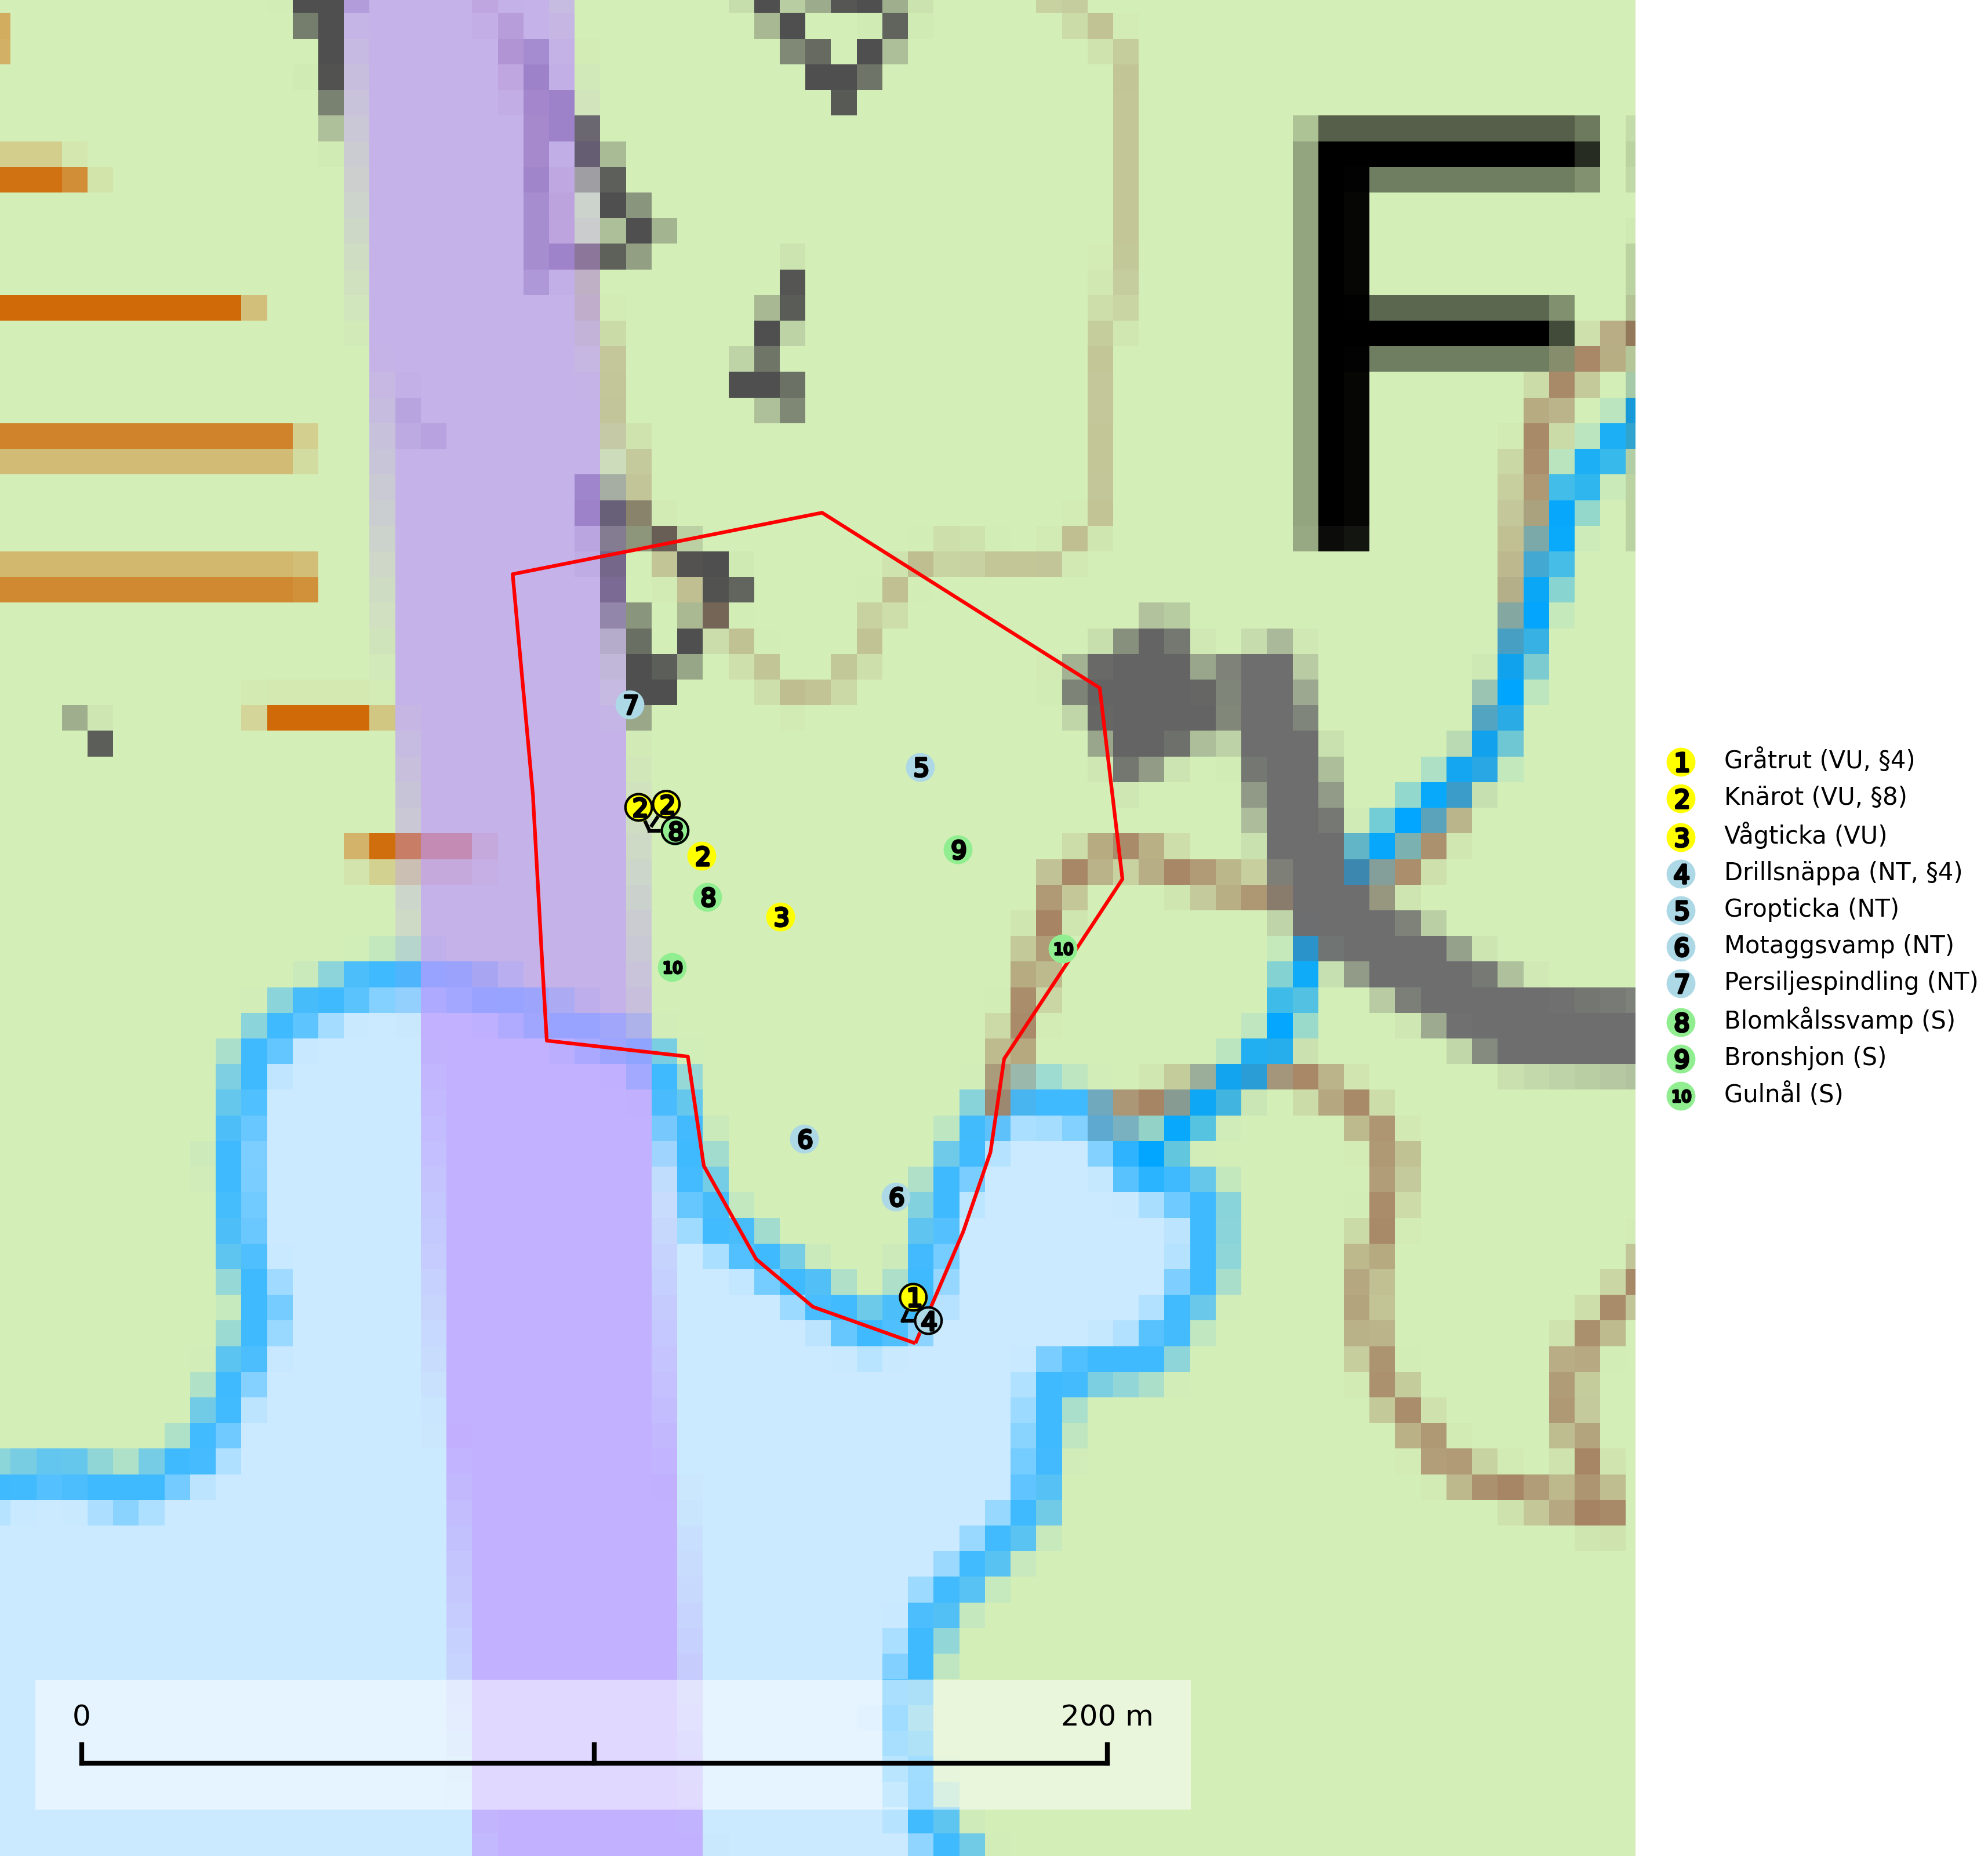 F
7
5
2 2
8
2
9
8
3
10
10
6
6
1
4
1 Gråtrut (VU, §4)
2 Knärot (VU, §8)
3 Vågticka (VU)
4 Drillsnäppa (NT, §4)
5 Gropticka (NT)
6 Motaggsvamp (NT)
7 Persiljespindling (NT)
8 Blomkålssvamp (S)
9 Bronshjon (S)
10 Gulnål (S)
0 200 m